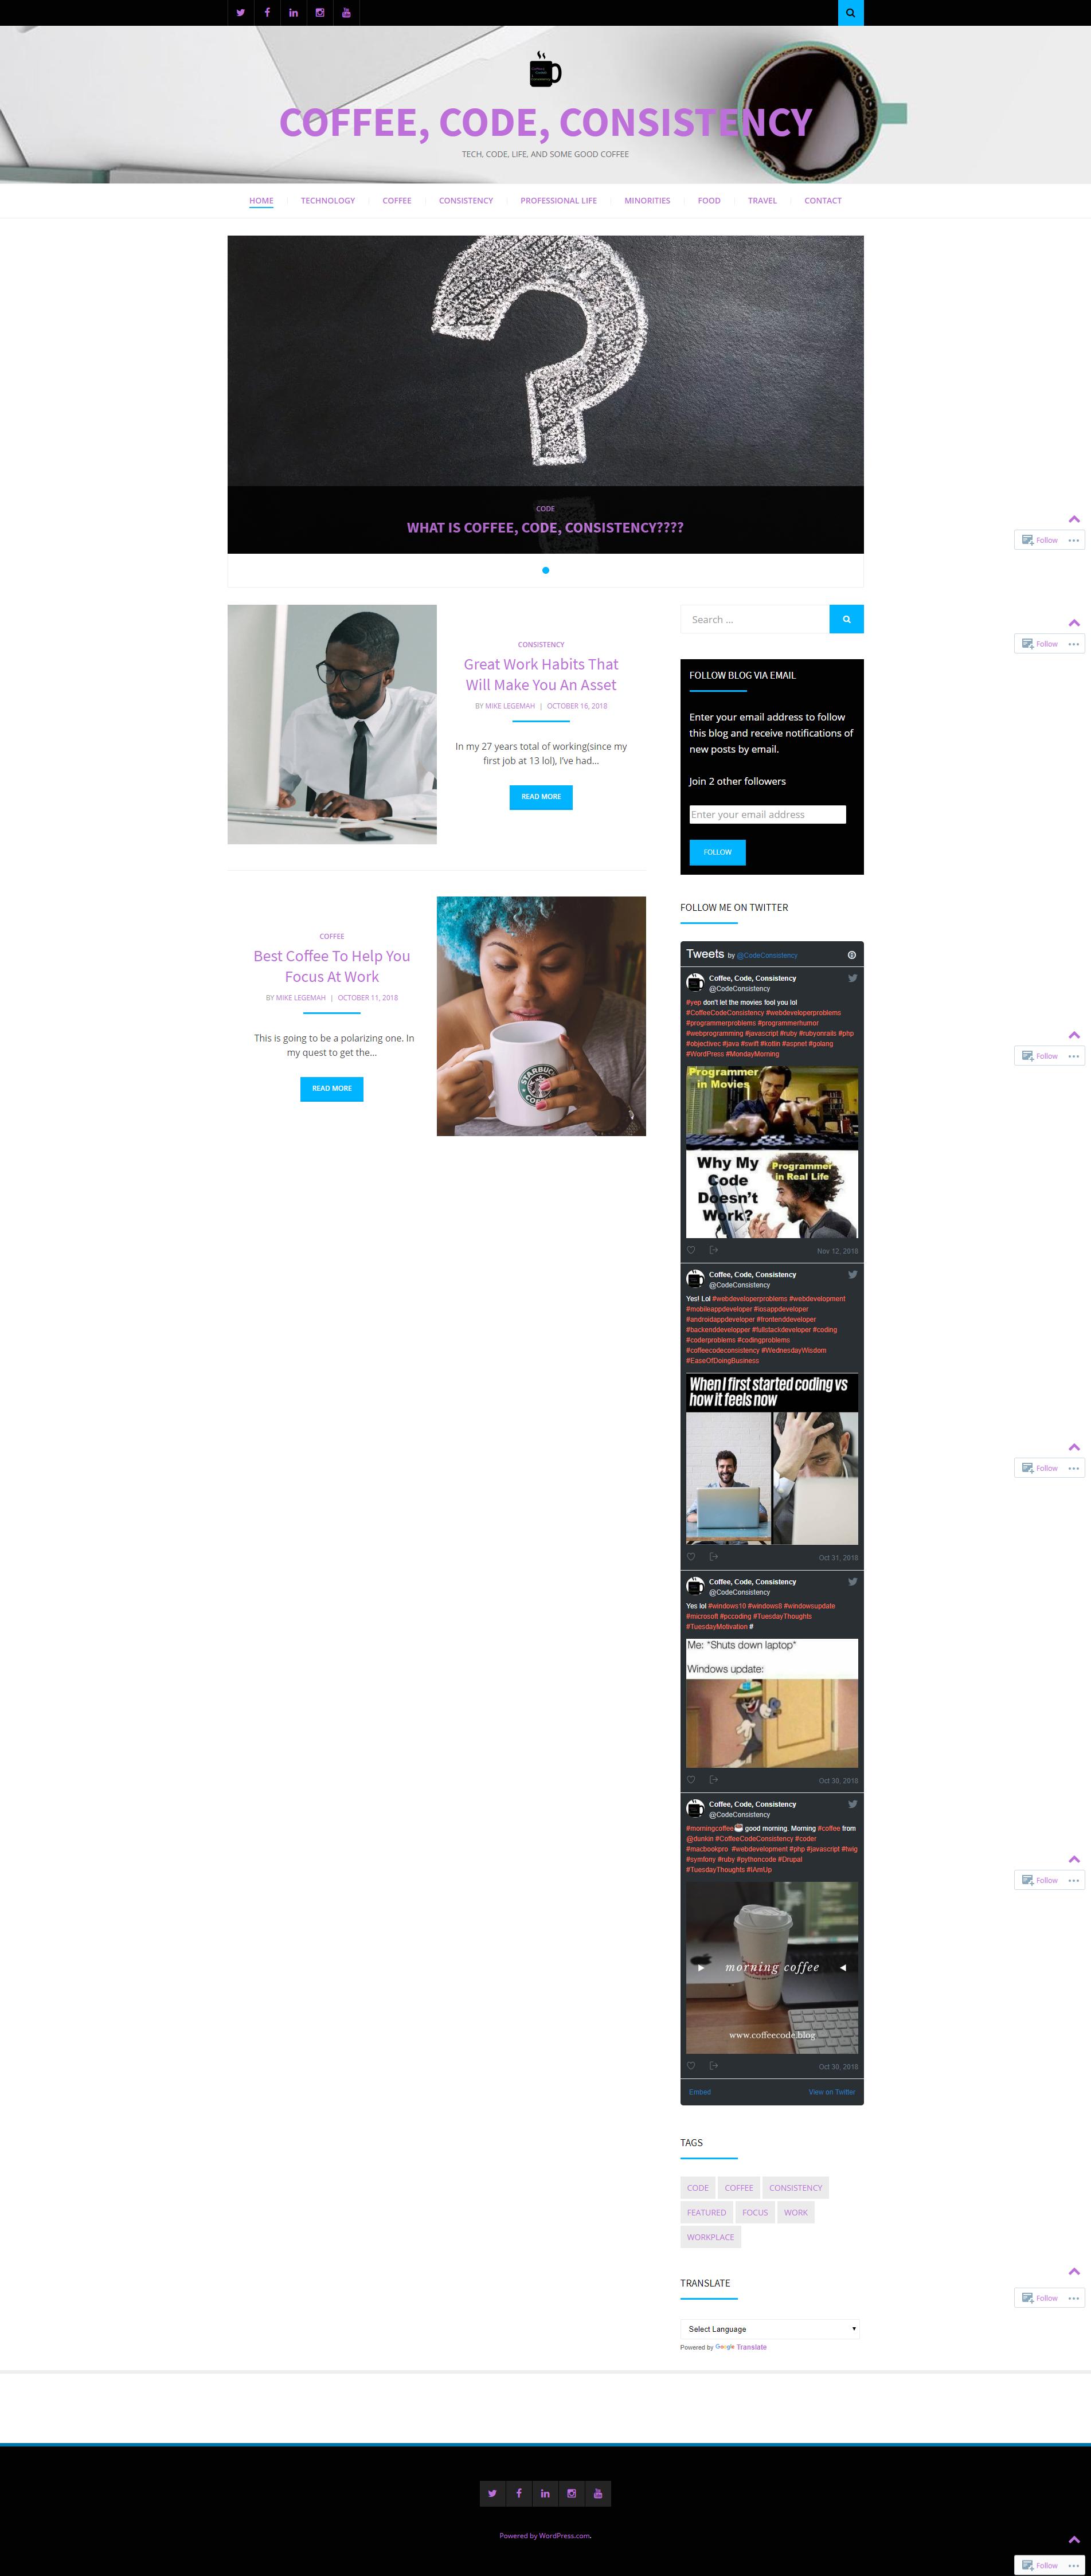 COFFEE, CODE, CONSISTENCY
TECH, CODE, LIFE, AND SOME GOOD COFFEE
HOME
TECHNOLOGY
COFFEE
CONSISTENCY
PROFESSIONAL LIFE
MINORITIES
FOOD
TRAVEL
CONTACT
CODE
WHAT IS COFFEE, CODE, CONSISTENCY????
Follow
CONSISTENCY
Great Work Habits That
Will Make You An Asset
BY MIKE LEGEMAH | OCTOBER 16, 2018
In my 27 years total of working(since my
first job at 13 lol), I've had...
READ MORE
COFFEE
Best Coffee To Help You
Focus At Work
BY MIKE LEGEMAH | OCTOBER 11, 2018
This is going to be a polarizing one. In
my quest to get the...
READ MORE
Search ...
Follow
FOLLOW BLOG VIA EMAIL
Enter your email address to follow
this blog and receive notifications of
new posts by email.
Join 2 other followers
Enter your email address
FOLLOW
FOLLOW ME ON TWITTER
Tweets by @CodeConsistency
Coffee, Code, Consistency
@CodeConsistency
#yep don't let the movies fool you lol
#CoffeeCodeConsistency #webdeveloperproblems
#programmerproblems #programmerhumor
#webprogramming #javascript #ruby #rubyonrails #php
#objectivec #java #swift #kotlin #aspnet #golang
#WordPress #MondayMorning
Follow
Programmer
in Movies
Why My
Code
Doesn't
Work?
Programmer
in Real Life
Nov 12, 2018
Coffee, Code, Consistency
@CodeConsistency
Yes! Lol #webdeveloperproblems #webdevelopment
#mobileappdeveloper #iosappdeveloper
#androidappdeveloper #frontenddeveloper
#backenddevelopper #fullstackdeveloper #coding
#coderproblems #codingproblems
#coffeecodeconsistency #WednesdayWisdom
#EaseOfDoingBusiness
When I first started coding vs
how it feels now
Follow
Oct 31, 2018
Coffee, Code, Consistency
@CodeConsistency
Yes lol #windows10 #windows8 #windowsupdate
#microsoft #pccoding #TuesdayThoughts
#TuesdayMotivation #
Me: *Shuts down laptop*
Windows update:
Oct 30, 2018
Coffee, Code, Consistency
@CodeConsistency
#morningcoffee☕ good morning. Morning #coffee from
@dunkin #CoffeeCodeConsistency #coder
#macbookpro #webdevelopment #php #javascript #twig
#symfony #ruby #pythoncode #Drupal
#TuesdayThoughts #IAmUp
Follow
morning coffee
www.coffeecode.blog
Oct 30, 2018
Embed
View on Twitter
TAGS
CODE
COFFEE
CONSISTENCY
FEATURED
FOCUS
WORK
WORKPLACE
TRANSLATE
Follow
Select Language
Powered by Google Translate
Powered by WordPress.com.
Follow